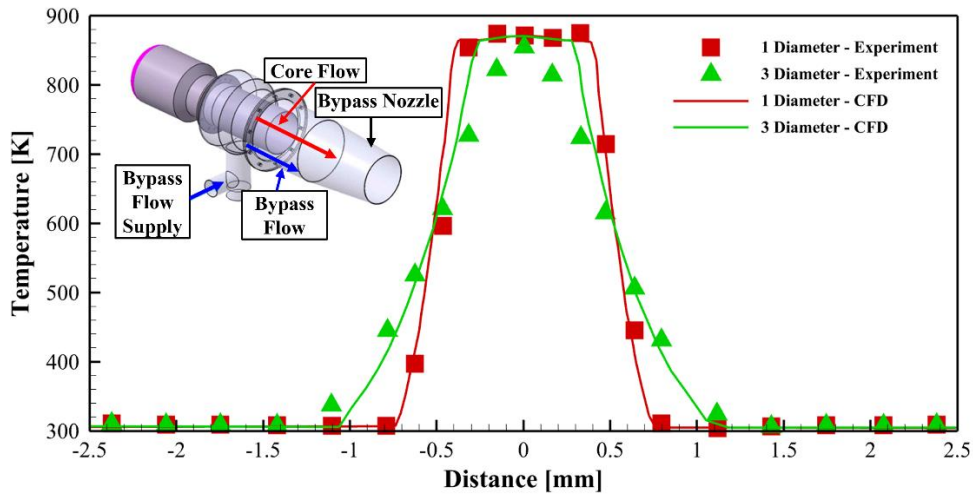 900
800
700
600
500
400
300
Temperature [K]
-2.5
-2
-1.5
-1
-0.5
0
0.5
1
1.5
2
2.5
Distance [mm]
Core Flow
Bypass Nozzle
Bypass
Flow
Supply
Bypass
Flow
1 Diameter - Experiment
3 Diameter - Experiment
1 Diameter - CFD
3 Diameter - CFD